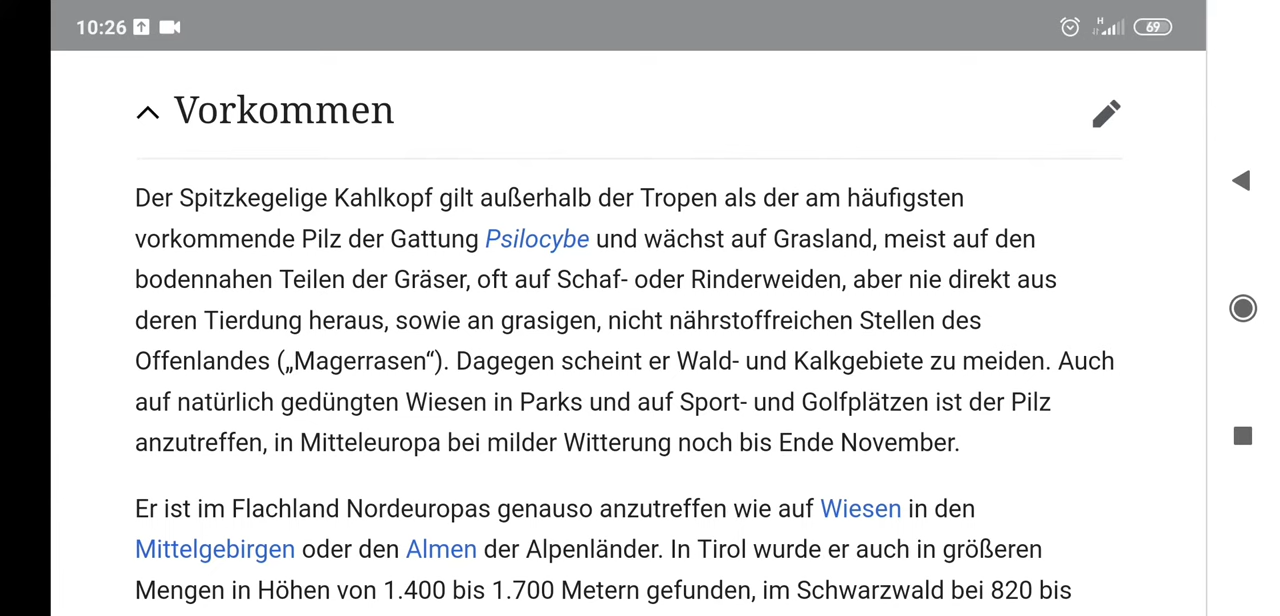 10:26
H
69
Vorkommen
Der Spitzkegelige Kahlkopf gilt außerhalb der Tropen als der am häufigsten
vorkommende Pilz der Gattung Psilocybe und wächst auf Grasland, meist auf den
bodennahen Teilen der Gräser, oft auf Schaf- oder Rinderweiden, aber nie direkt aus
deren Tierdung heraus, sowie an grasigen, nicht nährstoffreichen Stellen des
Offenlandes („Magerrasen“). Dagegen scheint er Wald- und Kalkgebiete zu meiden. Auch
auf natürlich gedüngten Wiesen in Parks und auf Sport- und Golfplätzen ist der Pilz
anzutreffen, in Mitteleuropa bei milder Witterung noch bis Ende November.
Er ist im Flachland Nordeuropas genauso anzutreffen wie auf Wiesen in den
Mittelgebirgen oder den Almen der Alpenländer. In Tirol wurde er auch in größeren
Mengen in Höhen von 1.400 bis 1.700 Metern gefunden, im Schwarzwald bei 820 bis